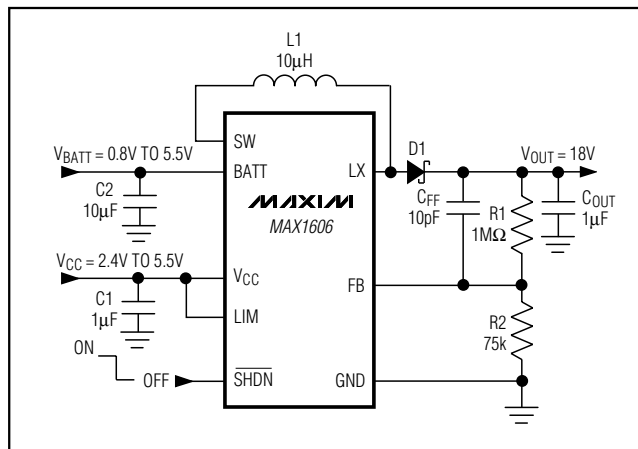 L1
10µH
SW
VBATT = 0.8V TO 5.5V
BATT
LX
D1
VOUT = 18V
C2
10µF
MAXIM
MAX1606
CFF
10pF
R1
1MΩ
COUT
1µF
VCC = 2.4V TO 5.5V
VCC
FB
C1
1µF
LIM
R2
75k
ON
OFF
SHDN
GND